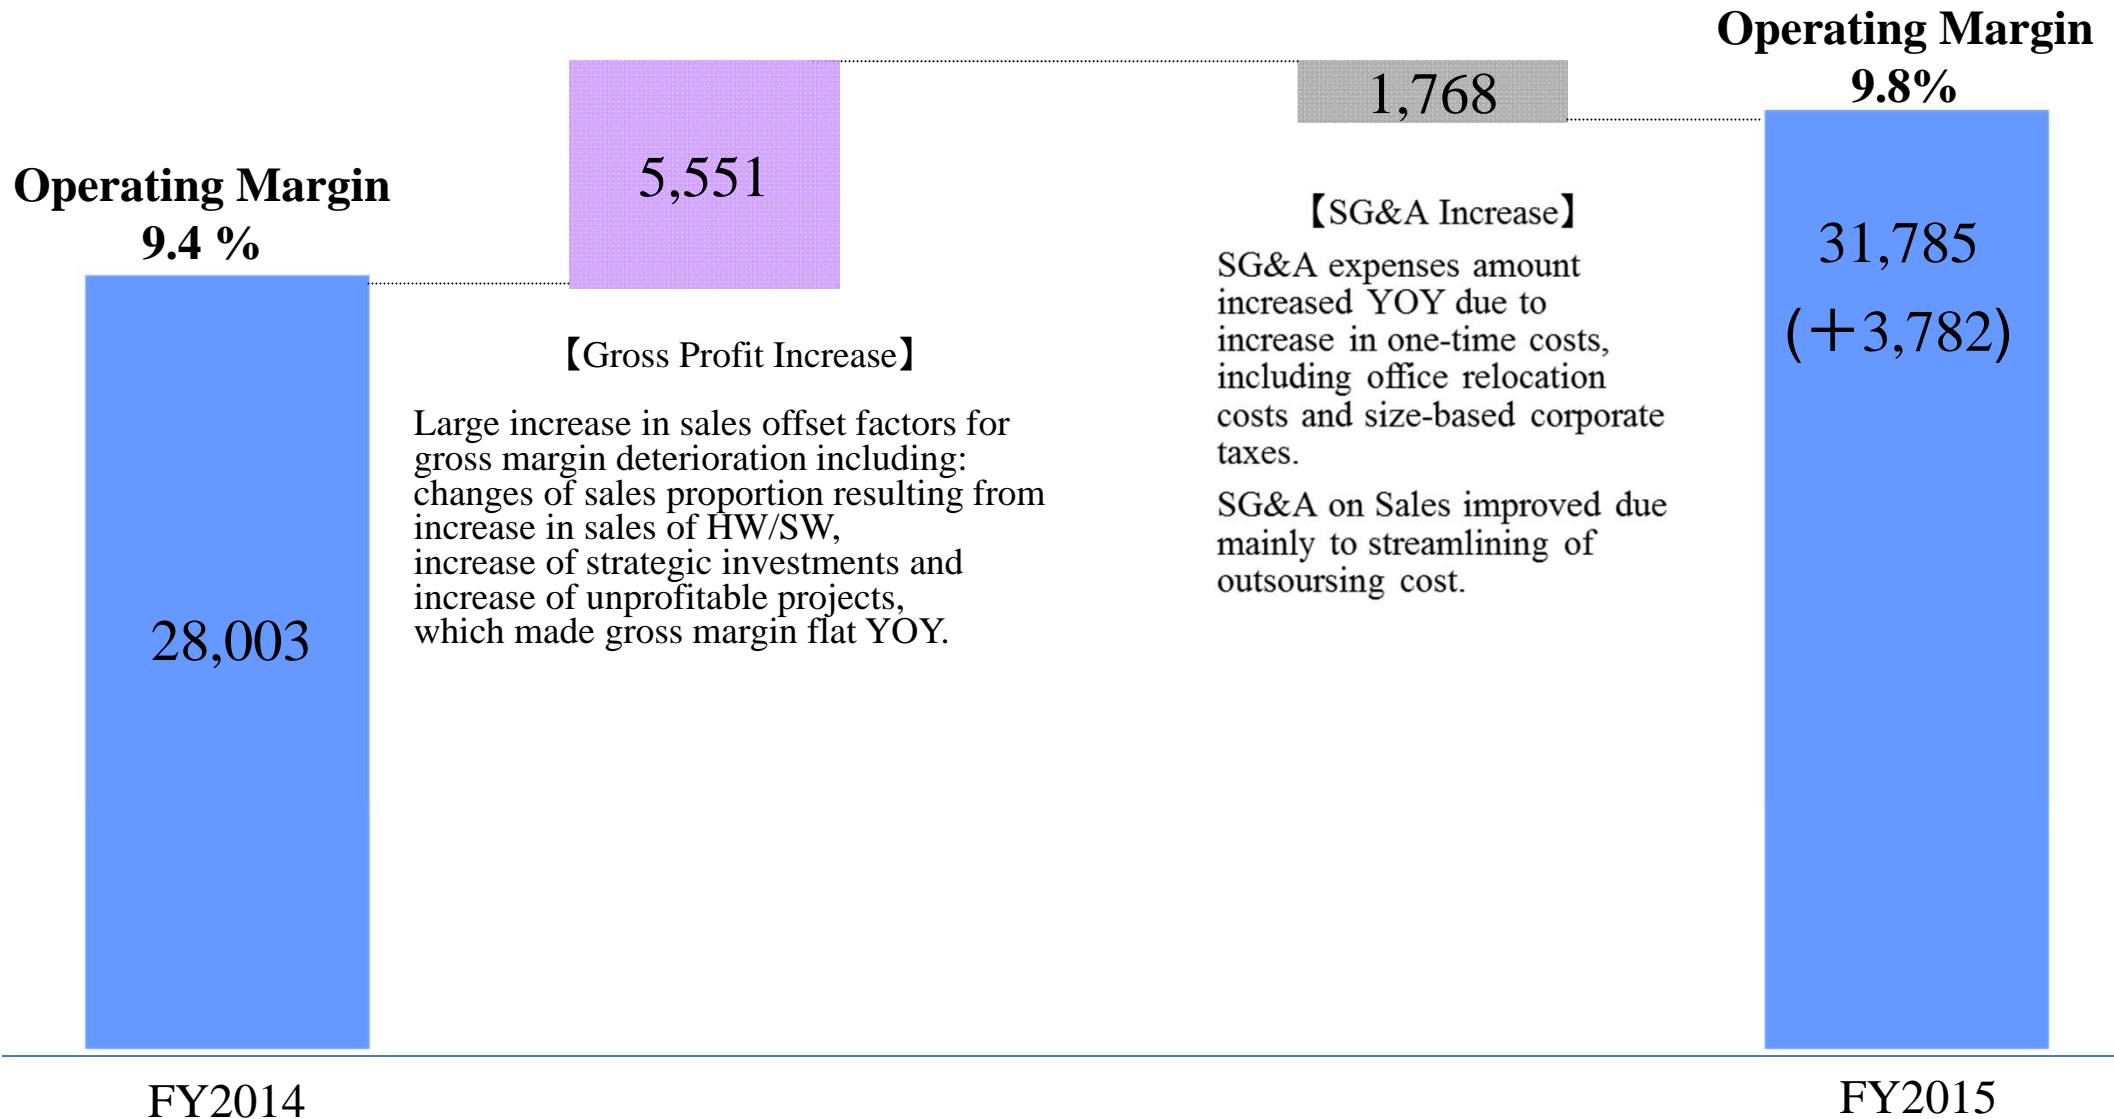 Operating Margin
9.4 %
28,003
FY2014
5,551
【Gross Profit Increase】
Large increase in sales offset factors for
gross margin deterioration including:
changes of sales proportion resulting from
increase in sales of HW/SW,
increase of strategic investments and
increase of unprofitable projects,
which made gross margin flat YOY.
1,768
【SG&A Increase】
SG&A expenses amount
increased YOY due to
increase in one-time costs,
including office relocation
costs and size-based corporate
taxes.
SG&A on Sales improved due
mainly to streamlining of
outsoursing cost.
Operating Margin
9.8%
31,785
(＋3,782)
FY2015